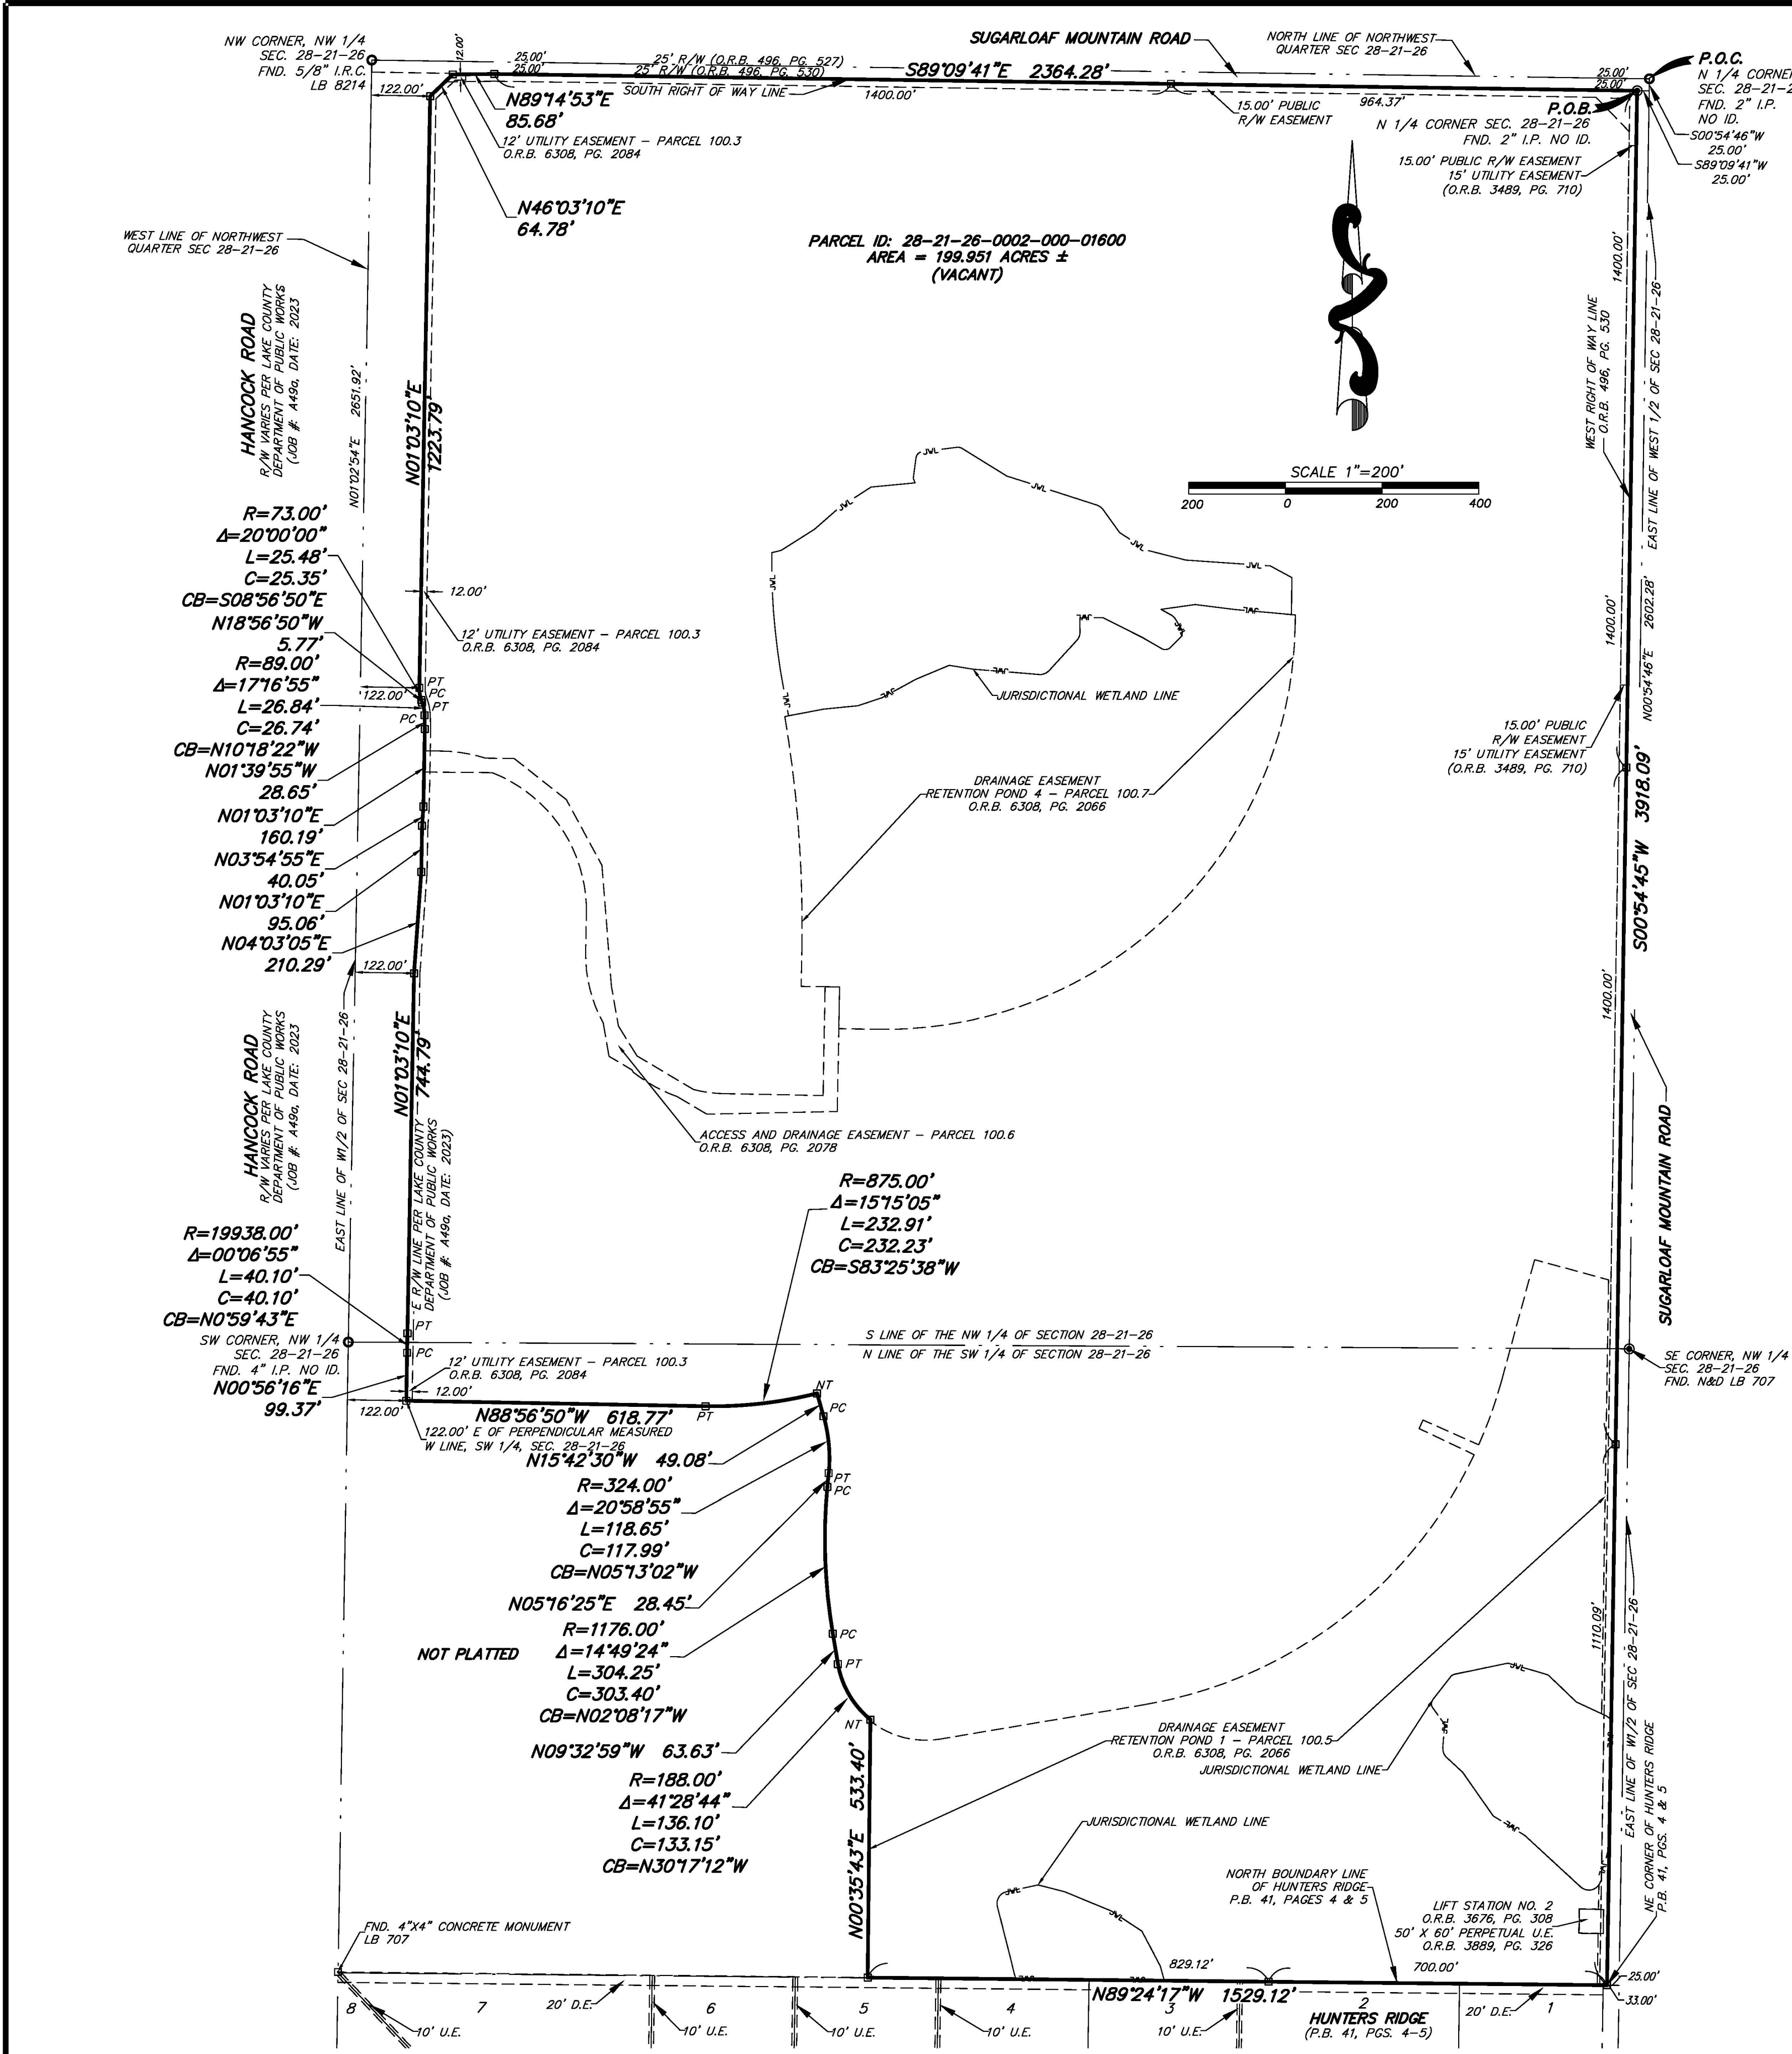 NW CORNER, NW 1/4
SEC. 28-21-26
FND. 5/8" I.R.C.
LB 8214
122.00'
12.00'
25.00'
25.00'
25' R/W (O.R.B. 496, PG. 527)
25' R/W (O.R.B. 496, PG. 530)
SOUTH RIGHT OF WAY LINE
SUGARLOAF MOUNTAIN ROAD
S89°09'41"E 2364.28'
1400.00'
NORTH LINE OF NORTHWEST
QUARTER SEC 28-21-26
25.00'
25.00'
964.37'
15.00' PUBLIC
R/W EASEMENT
P.O.C.
N 1/4 CORNER
SEC. 28-21-2
FND. 2" I.P.
NO ID.
S00°54'46"W
25.00'
S89°09'41"W
25.00'
P.O.B.
N 1/4 CORNER SEC. 28-21-26
FND. 2" I.P. NO ID.
15.00' PUBLIC R/W EASEMENT
15' UTILITY EASEMENT
(O.R.B. 3489, PG. 710)
N89°14'53"E
85.68'
12' UTILITY EASEMENT - PARCEL 100.3
O.R.B. 6308, PG. 2084
N46°03'10"E
64.78'
PARCEL ID: 28-21-26-0002-000-01600
AREA = 199.951 ACRES ±
(VACANT)
WEST LINE OF NORTHWEST
QUARTER SEC 28-21-26
HANCOCK ROAD
R/W VARIES PER LAKE COUNTY
DEPARTMENT OF PUBLIC WORKS
(JOB #: A49a, DATE: 2023
N01°02'54"E 2651.92'
N01°03'10"E
1223.79'
SCALE 1"=200'
200
0
200
400
1400.00'
WEST RIGHT OF WAY LINE
O.R.B. 496, PG. 530
EAST LINE OF WEST 1/2 OF SEC 28-21-26
N00°54'46"E 2602.28'
1400.00'
R=73.00'
Δ=20°00'00"
L=25.48'
C=25.35'
CB=S08°56'50"E
N18°56'50"W
5.77'
R=89.00'
Δ=17°16'55"
L=26.84'
C=26.74'
CB=N10°18'22"W
N01°39'55"W
28.65'
N01°03'10"E
160.19'
N03°54'55"E
40.05'
N01°03'10"E
95.06'
N04°03'05"E
210.29'
12.00'
12' UTILITY EASEMENT - PARCEL 100.3
O.R.B. 6308, PG. 2084
122.00'
PT
PC
PT
PC
122.00'
JWL
JWL
JWL
JWL
JWL
JWL
JWL
JWL
JWL
JWL
JWL
JWL
JWL
JURISDICTIONAL WETLAND LINE
DRAINAGE EASEMENT
RETENTION POND 4 - PARCEL 100.7
O.R.B. 6308, PG. 2066
15.00' PUBLIC
R/W EASEMENT
15' UTILITY EASEMENT
(O.R.B. 3489, PG. 710)
S00°54'45"W 3918.09'
1400.00'
SUGARLOAF MOUNTAIN ROAD
HANCOCK ROAD
R/W VARIES PER LAKE COUNTY
DEPARTMENT OF PUBLIC WORKS
(JOB #: A49a, DATE: 2023
EAST LINE OF W1/2 OF SEC 28-21-26
N01°03'10"E
744.79'
E R/W LINE PER LAKE COUNTY
DEPARTMENT OF PUBLIC WORKS
(JOB #: A49a, DATE: 2023)
ACCESS AND DRAINAGE EASEMENT - PARCEL 100.6
O.R.B. 6308, PG. 2078
R=875.00'
Δ=15°15'05"
L=232.91'
C=232.23'
CB=S83°25'38"W
R=19938.00'
Δ=00°06'55"
L=40.10'
C=40.10'
CB=N0°59'43"E
SW CORNER, NW 1/4
SEC. 28-21-26
FND. 4" I.P. NO ID.
N00°56'16"E
99.37'
PT
PC
S LINE OF THE NW 1/4 OF SECTION 28-21-26
N LINE OF THE SW 1/4 OF SECTION 28-21-26
SE CORNER, NW 1/4
SEC. 28-21-26
FND. N&D LB 707
12' UTILITY EASEMENT - PARCEL 100.3
O.R.B. 6308, PG. 2084
12.00'
122.00'
N88°56'50"W 618.77'
PT
NT
PC
122.00' E OF PERPENDICULAR MEASURED
W LINE, SW 1/4, SEC. 28-21-26
N15°42'30"W 49.08'
R=324.00'
Δ=20°58'55"
L=118.65'
C=117.99'
CB=N05°13'02"W
PT
PC
N05°16'25"E 28.45'
NOT PLATTED
R=1176.00'
Δ=14°49'24"
L=304.25'
C=303.40'
CB=N02°08'17"W
PC
PT
N09°32'59"W 63.63'
R=188.00'
Δ=41°28'44"
L=136.10'
C=133.15'
CB=N30°17'12"W
NT
N00°35'43"E 533.40'
DRAINAGE EASEMENT
RETENTION POND 1 - PARCEL 100.5
O.R.B. 6308, PG. 2066
JURISDICTIONAL WETLAND LINE
JWL
JWL
JWL
JWL
JWL
1110.09'
EAST LINE OF W1/2 OF SEC 28-21-26
NE CORNER OF HUNTERS RIDGE
P.B. 41, PGS. 4 & 5
JURISDICTIONAL WETLAND LINE
JWL
JWL
JWL
JWL
NORTH BOUNDARY LINE
OF HUNTERS RIDGE
P.B. 41, PAGES 4 & 5
LIFT STATION NO. 2
O.R.B. 3676, PG. 308
50' X 60' PERPETUAL U.E.
O.R.B. 3889, PG. 326
FND. 4"X4" CONCRETE MONUMENT
LB 707
829.12'
700.00'
25.00'
33.00'
N89°24'17"W 1529.12'
8
7
20' D.E.
6
5
4
3
2
20' D.E.
1
10' U.E.
10' U.E.
10' U.E.
10' U.E.
10' U.E.
HUNTERS RIDGE
(P.B. 41, PGS. 4-5)